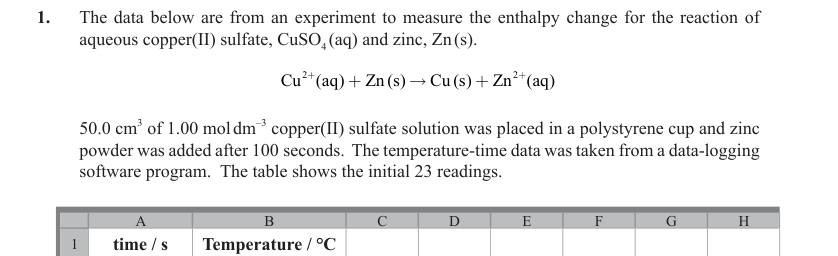 1. The data below are from an experiment to measure the enthalpy change for the reaction of
aqueous copper(II) sulfate, CuSO₄(aq) and zinc, Zn(s).
Cu²⁺(aq) + Zn(s) → Cu(s) + Zn²⁺(aq)
50.0 cm³ of 1.00 mol dm⁻³ copper(II) sulfate solution was placed in a polystyrene cup and zinc
powder was added after 100 seconds. The temperature-time data was taken from a data-logging
software program. The table shows the initial 23 readings.
A B C D E F G H
1 time / s Temperature / °C